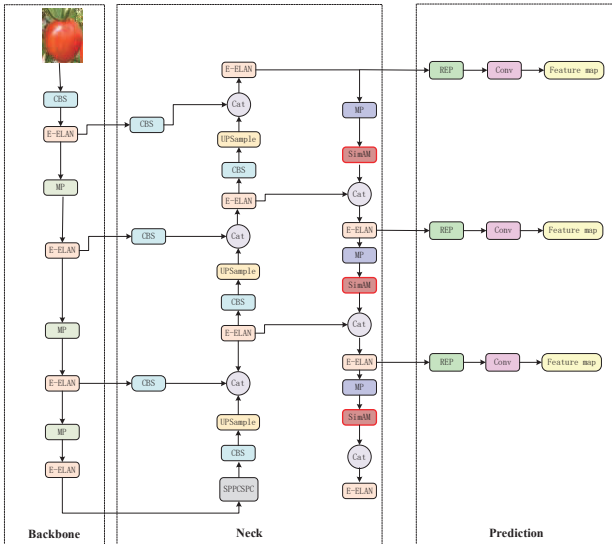 CBS
E-ELAN
MP
E-ELAN
MP
E-ELAN
MP
E-ELAN
Backbone
E-ELAN
Cat
CBS
UPSample
CBS
E-ELAN
CBS
Cat
UPSample
CBS
E-ELAN
CBS
Cat
UPSample
CBS
SPPCSPC
MP
SimAM
Cat
E-ELAN
MP
SimAM
Cat
E-ELAN
MP
SimAM
Cat
E-ELAN
Neck
REP
Conv
Feature map
REP
Conv
Feature map
REP
Conv
Feature map
Prediction